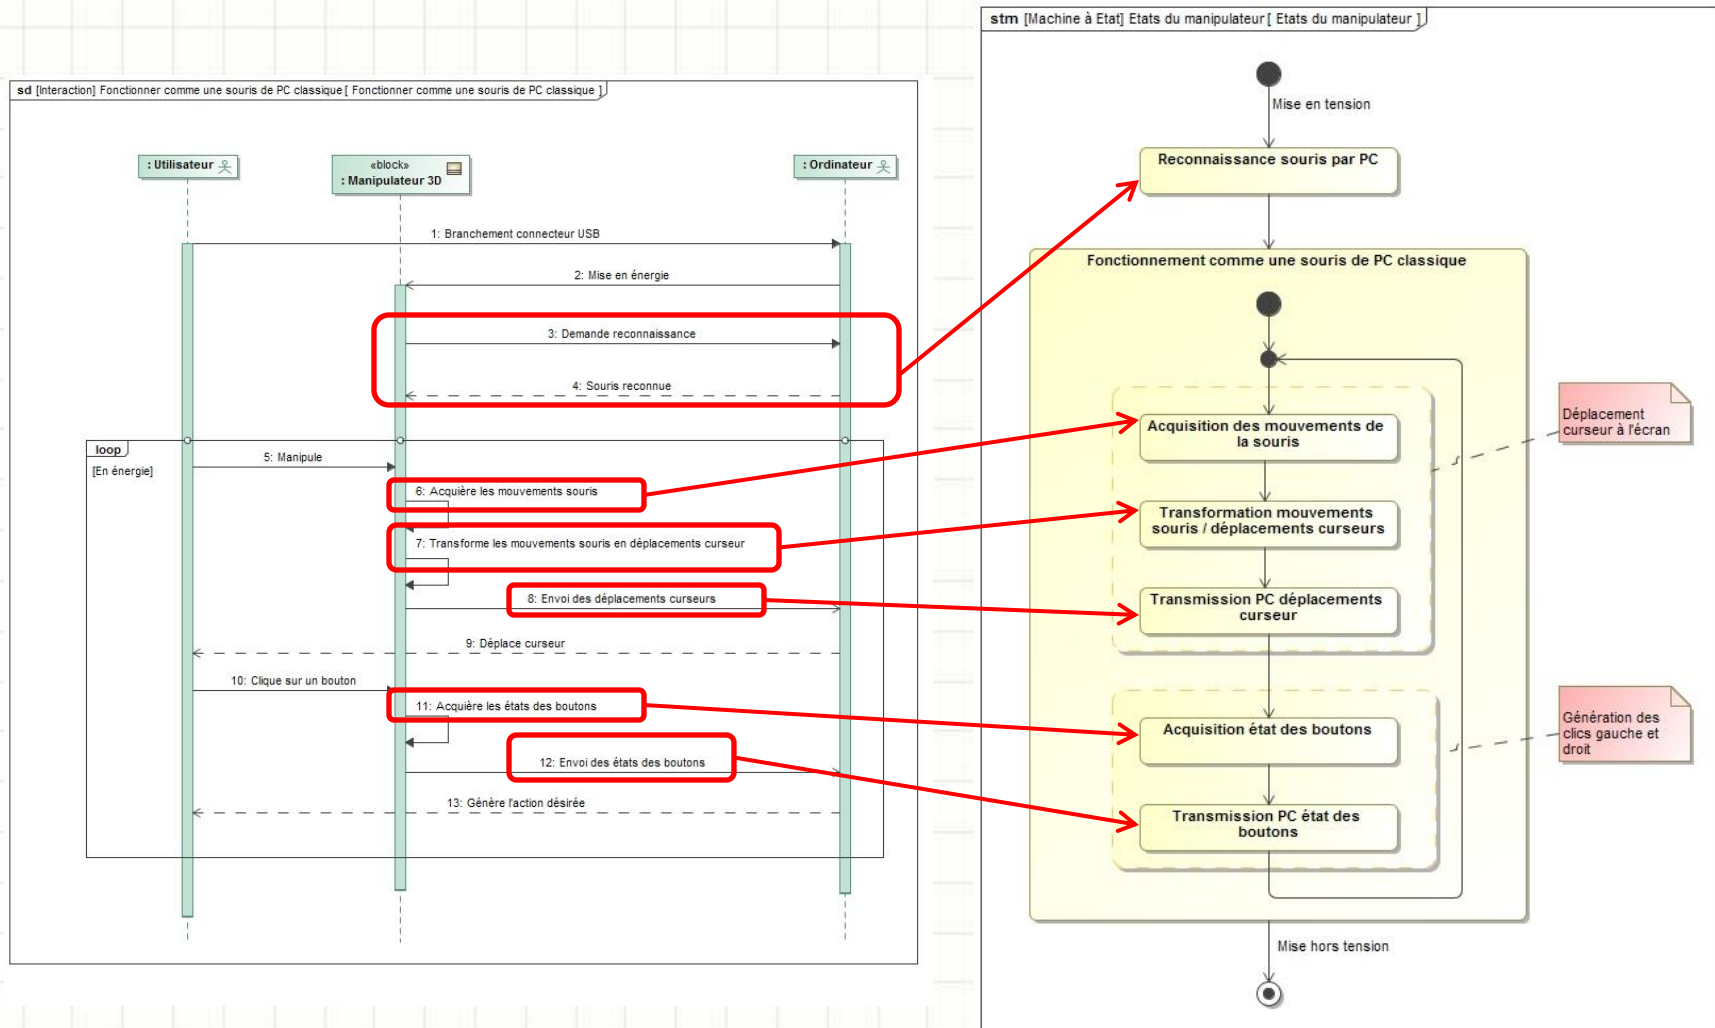 sd [Interaction] Fonctionner comme une souris de PC classique [ Fonctionner comme une souris de PC classique ]
: Utilisateur
«block»
: Manipulateur 3D
: Ordinateur
1: Branchement connecteur USB
2: Mise en énergie
3: Demande reconnaissance
4: Souris reconnue
loop
[En énergie]
5: Manipule
6: Acquière les mouvements souris
7: Transforme les mouvements souris en déplacements curseur
8: Envoi des déplacements curseurs
9: Déplace curseur
10: Clique sur un bouton
11: Acquière les états des boutons
12: Envoi des états des boutons
13: Génère l'action désirée
stm [Machine à Etat] Etats du manipulateur [ Etats du manipulateur ]
Mise en tension
Reconnaissance souris par PC
Fonctionnement comme une souris de PC classique
Acquisition des mouvements de
la souris
Transformation mouvements
souris / déplacements curseurs
Transmission PC déplacements
curseur
Déplacement
curseur à l'écran
Acquisition état des boutons
Transmission PC état des
boutons
Génération des
clics gauche et
droit
Mise hors tension